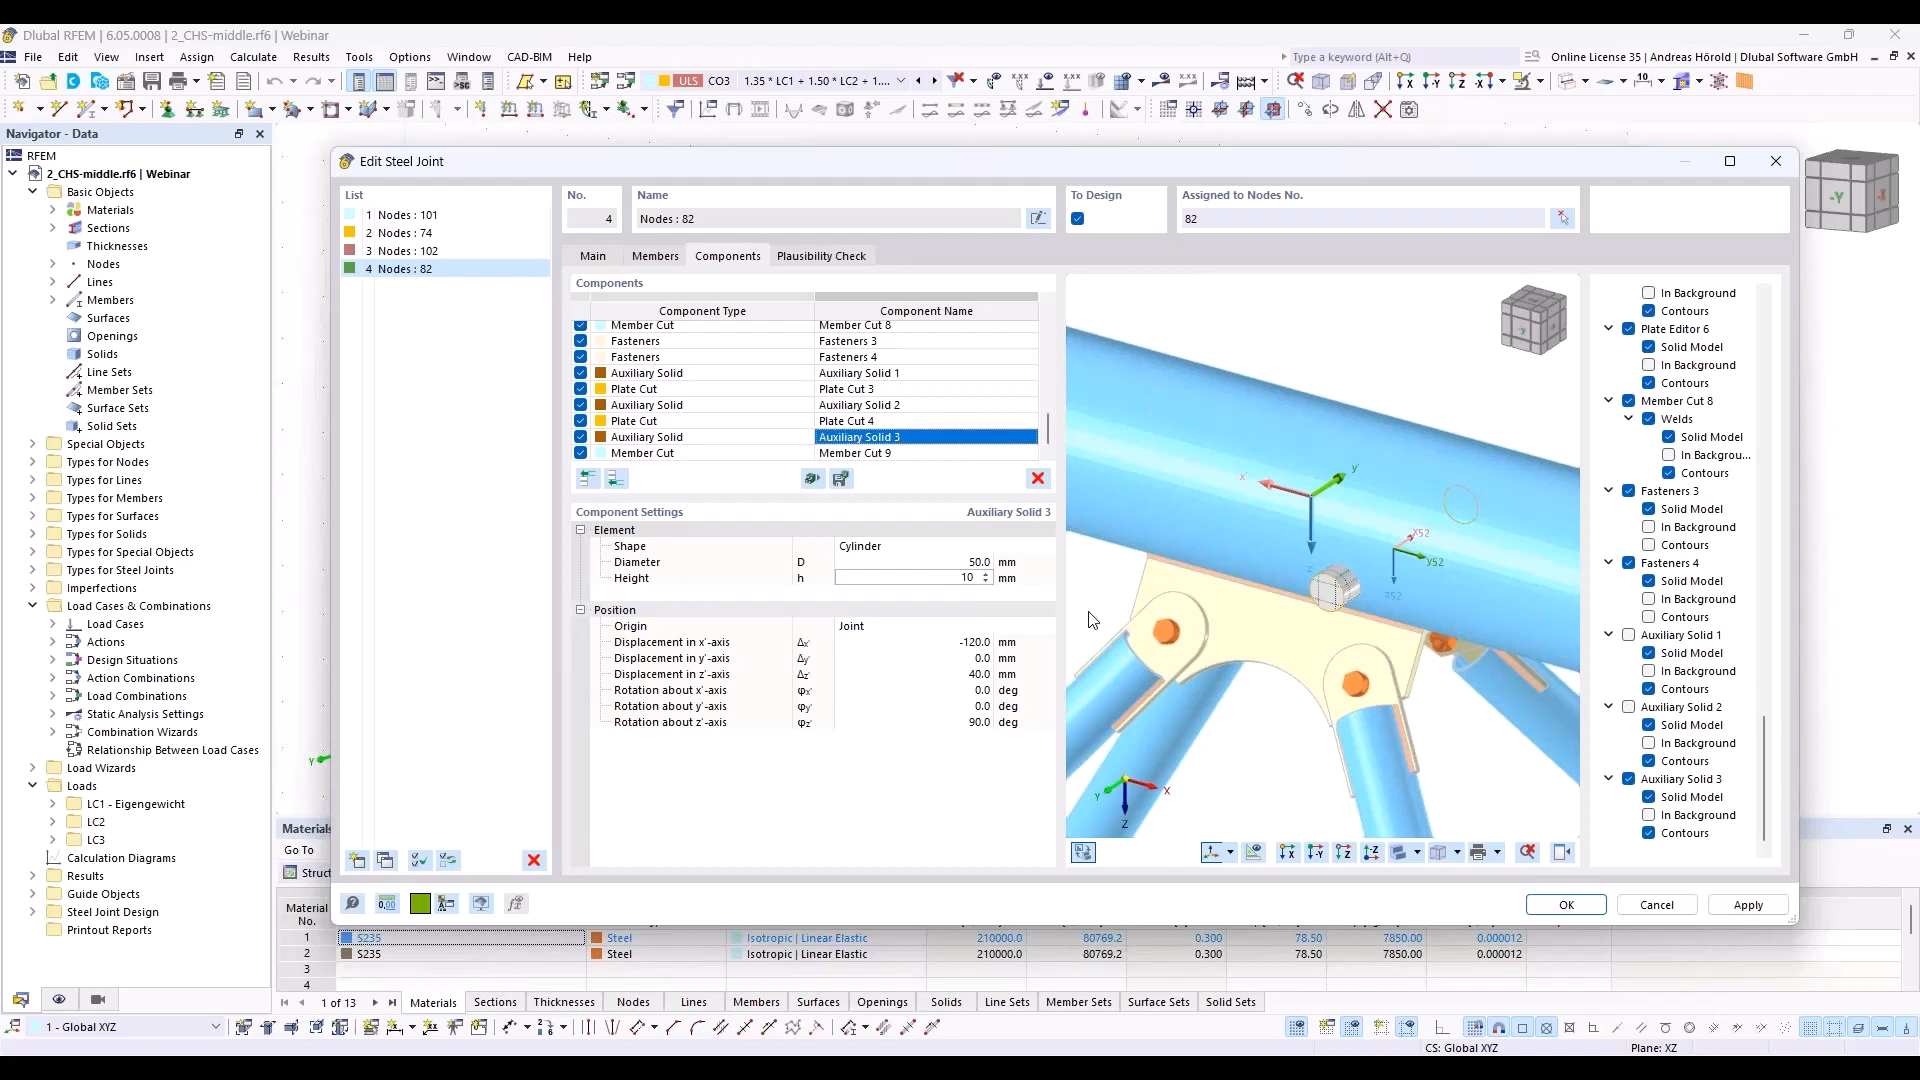 Dlubal RFEM | 6.05.0008 | 2_CHS-middle.rf6 | Webinar
File Edit View Insert Assign Calculate Results Tools Options Window CAD-BIM Help
Type a keyword (Alt+Q)
Online License 35 | Andreas Hörold | Dlubal Software GmbH
ULS CO3 1.35 * LC1 + 1.50 * LC2 + 1....
Navigator - Data
RFEM
2_CHS-middle.rf6 | Webinar
Basic Objects
Materials
Sections
Thicknesses
Nodes
Lines
Members
Surfaces
Openings
Solids
Line Sets
Member Sets
Surface Sets
Solid Sets
Special Objects
Types for Nodes
Types for Lines
Types for Members
Types for Surfaces
Types for Solids
Types for Special Objects
Types for Steel Joints
Imperfections
Load Cases & Combinations
Load Cases
Actions
Design Situations
Action Combinations
Load Combinations
Static Analysis Settings
Combination Wizards
Relationship Between Load Cases
Load Wizards
Loads
LC1 - Eigengewicht
LC2
LC3
Calculation Diagrams
Results
Guide Objects
Steel Joint Design
Printout Reports
Edit Steel Joint
List
1 Nodes : 101
2 Nodes : 74
3 Nodes : 102
4 Nodes : 82
No.
4
Name
Nodes : 82
To Design
Assigned to Nodes No.
82
Main Members Components Plausibility Check
Components
Component Type Component Name
Member Cut Member Cut 8
Fasteners Fasteners 3
Fasteners Fasteners 4
Auxiliary Solid Auxiliary Solid 1
Plate Cut Plate Cut 3
Auxiliary Solid Auxiliary Solid 2
Plate Cut Plate Cut 4
Auxiliary Solid Auxiliary Solid 3
Member Cut Member Cut 9
Component Settings Auxiliary Solid 3
Element
Shape Cylinder
Diameter D 50.0 mm
Height h 10 mm
Position
Origin Joint
Displacement in x'-axis Δx' -120.0 mm
Displacement in y'-axis Δy' 0.0 mm
Displacement in z'-axis Δz' 40.0 mm
Rotation about x'-axis φx' 0.0 deg
Rotation about y'-axis φy' 0.0 deg
Rotation about z'-axis φz' 90.0 deg
x'
y'
z'
x52
y52
z52
Y
X
Z
In Background
Contours
Plate Editor 6
Solid Model
In Background
Contours
Member Cut 8
Welds
Solid Model
In Backgrou...
Contours
Fasteners 3
Solid Model
In Background
Contours
Fasteners 4
Solid Model
In Background
Contours
Auxiliary Solid 1
Solid Model
In Background
Contours
Auxiliary Solid 2
Solid Model
In Background
Contours
Auxiliary Solid 3
Solid Model
In Background
Contours
OK Cancel Apply
Materials
Go To
Struct
Material
No.
1 S235 Steel Isotropic | Linear Elastic 210000.0 80769.2 0.300 78.50 7850.00 0.000012
2 S235 Steel Isotropic | Linear Elastic 210000.0 80769.2 0.300 78.50 7850.00 0.000012
3
4
1 of 13 Materials Sections Thicknesses Nodes Lines Members Surfaces Openings Solids Line Sets Member Sets Surface Sets Solid Sets
1 - Global XYZ
CS: Global XYZ Plane: XZ